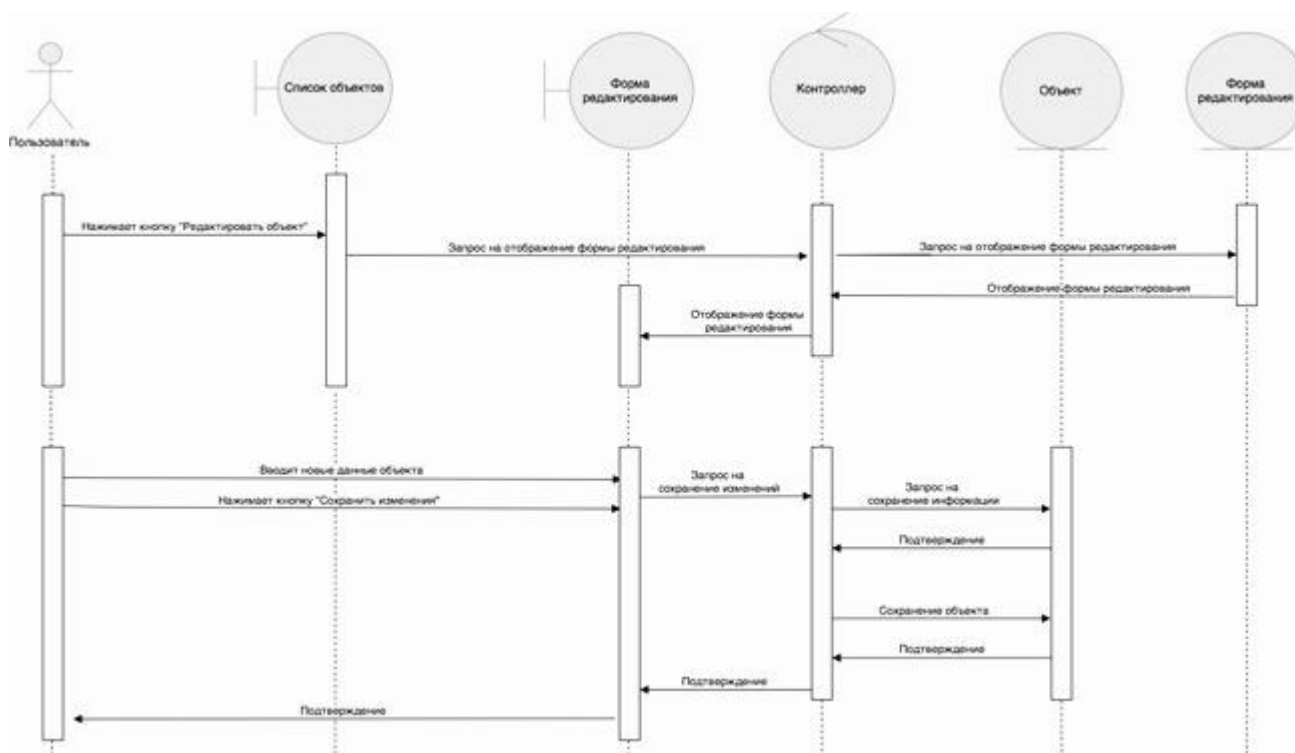 Пользователь
Список объектов
Форма
редактирования
Контроллер
Объект
Форма
редактирования
Нажимает кнопку "Редактировать объект"
Запрос на отображение формы редактирования
Запрос на отображение формы редактирования
Отображение формы редактирования
Отображение формы
редактирования
Вводит новые данные объекта
Нажимает кнопку "Сохранить изменения"
Запрос на
сохранение изменений
Запрос на
сохранение информации
Подтверждение
Сохранение объекта
Подтверждение
Подтверждение
Подтверждение